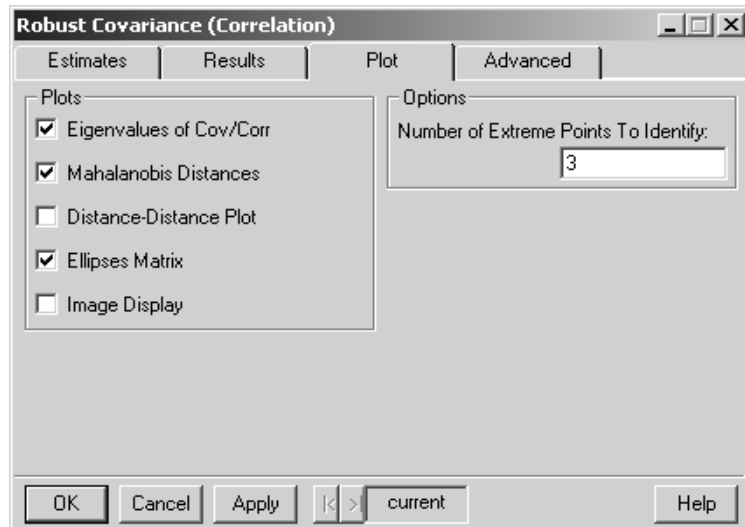 Robust Covariance (Correlation)
Estimates Results Plot Advanced
Plots
Eigenvalues of Cov/Corr
Mahalanobis Distances
Distance-Distance Plot
Ellipses Matrix
Image Display
Options
Number of Extreme Points To Identify:
3
OK Cancel Apply current Help